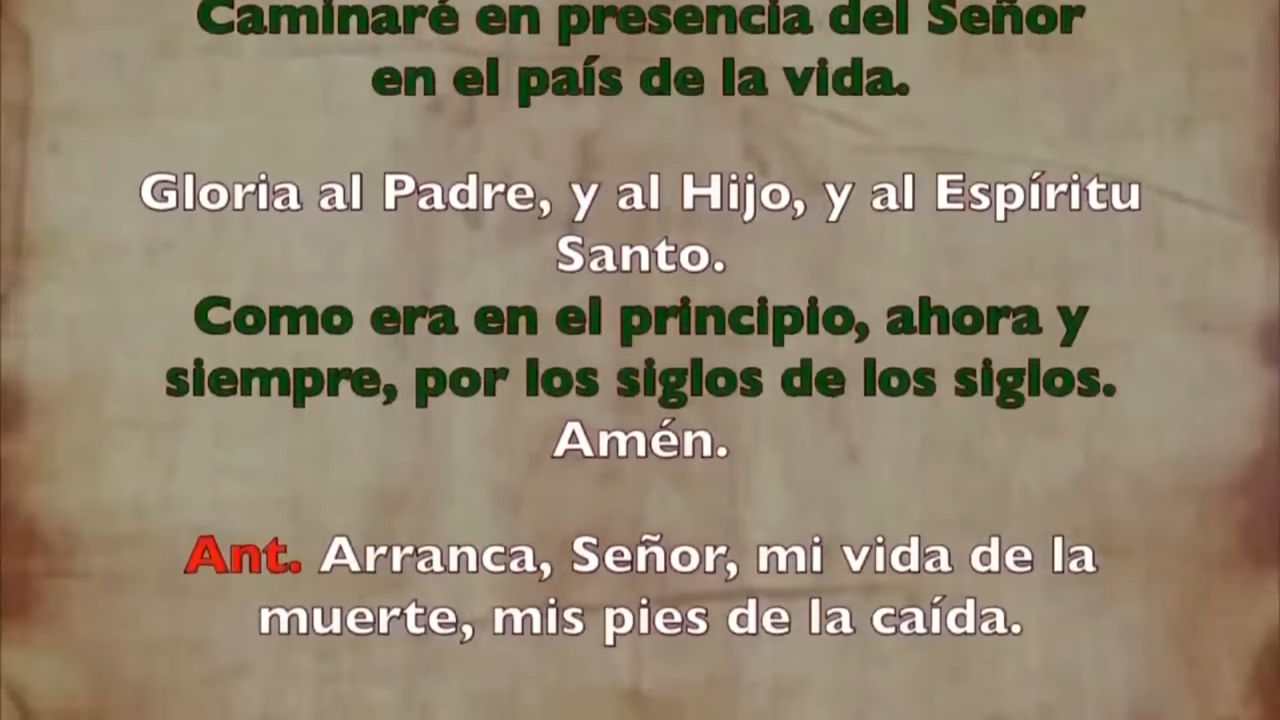 Caminaré en presencia del Señor
en el país de la vida.
Gloria al Padre, y al Hijo, y al Espíritu
Santo.
Como era en el principio, ahora y
siempre, por los siglos de los siglos.
Amén.
Ant. Arranca, Señor, mi vida de la
muerte, mis pies de la caída.